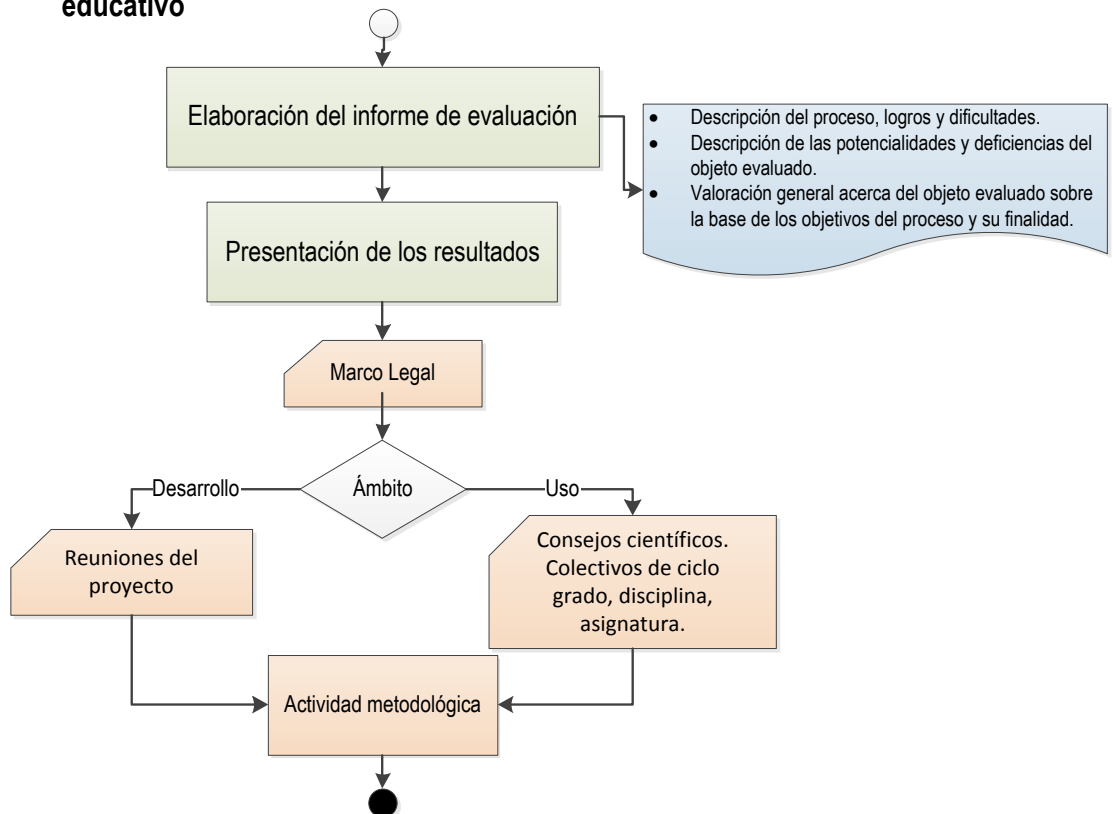 educativo
Elaboración del informe de evaluación
• Descripción del proceso, logros y dificultades.
• Descripción de las potencialidades y deficiencias del
objeto evaluado.
• Valoración general acerca del objeto evaluado sobre
la base de los objetivos del proceso y su finalidad.
Presentación de los resultados
Marco Legal
Desarrollo
Ámbito
Uso
Reuniones del
proyecto
Consejos científicos.
Colectivos de ciclo
grado, disciplina,
asignatura.
Actividad metodológica